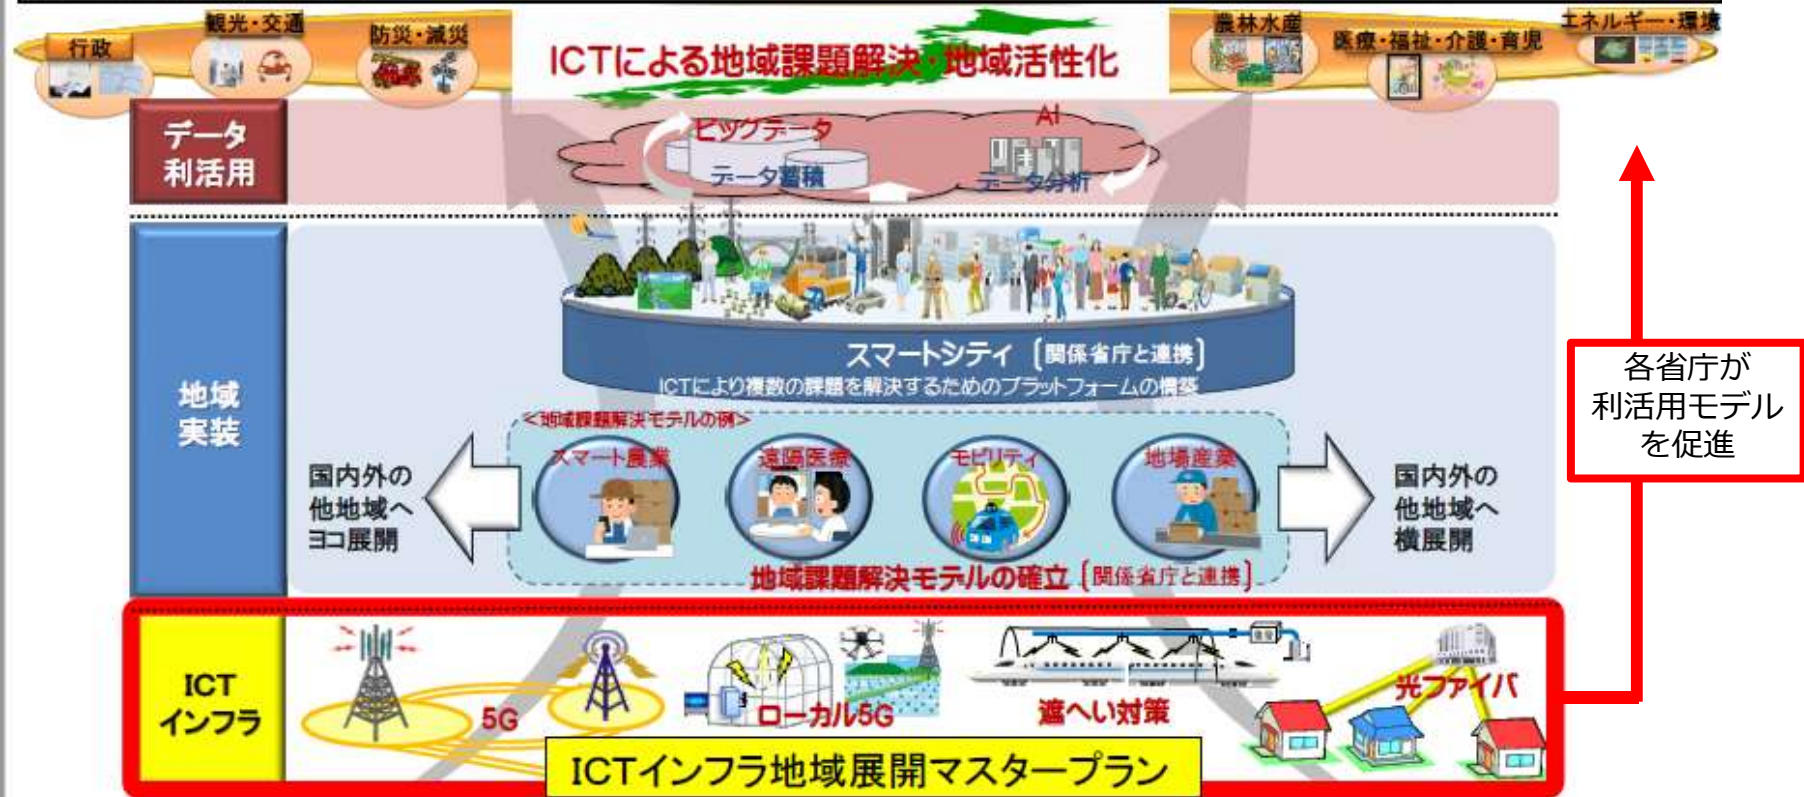 行政
観光・交通
防災・減災
ICTによる地域課題解決・地域活性化
農林水産
医療・福祉・介護・育児
エネルギー・環境
データ
利活用
ビッグデータ
データ蓄積
AI
データ分析
地域
実装
スマートシティ〔関係省庁と連携〕
ICTにより複数の課題を解決するためのプラットフォームの構築
<地域課題解決モデルの例>
スマート農業
遠隔医療
モビリティ
地場産業
国内外の
他地域へ
ヨコ展開
国内外の
他地域へ
横展開
地域課題解決モデルの確立〔関係省庁と連携〕
各省庁が
利活用モデル
を促進
ICT
インフラ
5G
ローカル5G
遮へい対策
光ファイバ
ICTインフラ地域展開マスタープラン